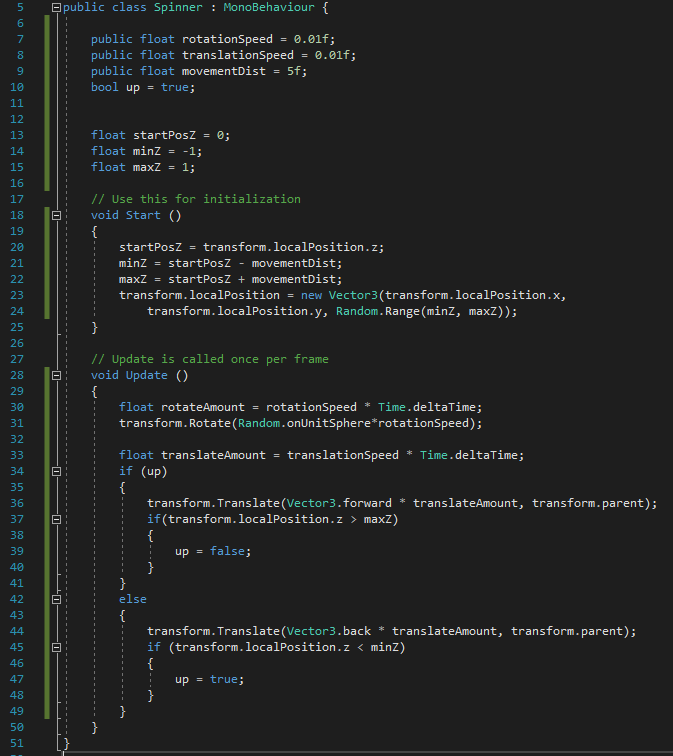 5 public class Spinner : MonoBehaviour {
6
7 public float rotationSpeed = 0.01f;
8 public float translationSpeed = 0.01f;
9 public float movementDist = 5f;
10 bool up = true;
11
12
13 float startPosZ = 0;
14 float minZ = -1;
15 float maxZ = 1;
16
17 // Use this for initialization
18 void Start ()
19 {
20 startPosZ = transform.localPosition.z;
21 minZ = startPosZ - movementDist;
22 maxZ = startPosZ + movementDist;
23 transform.localPosition = new Vector3(transform.localPosition.x,
24 transform.localPosition.y, Random.Range(minZ, maxZ));
25 }
26
27 // Update is called once per frame
28 void Update ()
29 {
30 float rotateAmount = rotationSpeed * Time.deltaTime;
31 transform.Rotate(Random.onUnitSphere*rotationSpeed);
32
33 float translateAmount = translationSpeed * Time.deltaTime;
34 if (up)
35 {
36 transform.Translate(Vector3.forward * translateAmount, transform.parent);
37 if(transform.localPosition.z > maxZ)
38 {
39 up = false;
40 }
41 }
42 else
43 {
44 transform.Translate(Vector3.back * translateAmount, transform.parent);
45 if (transform.localPosition.z < minZ)
46 {
47 up = true;
48 }
49 }
50 }
51 }